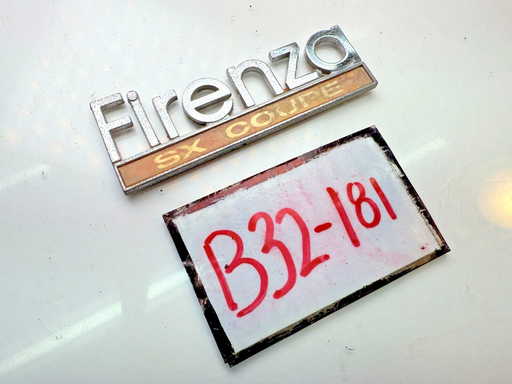 Firenza
SX COUPE
B32-181